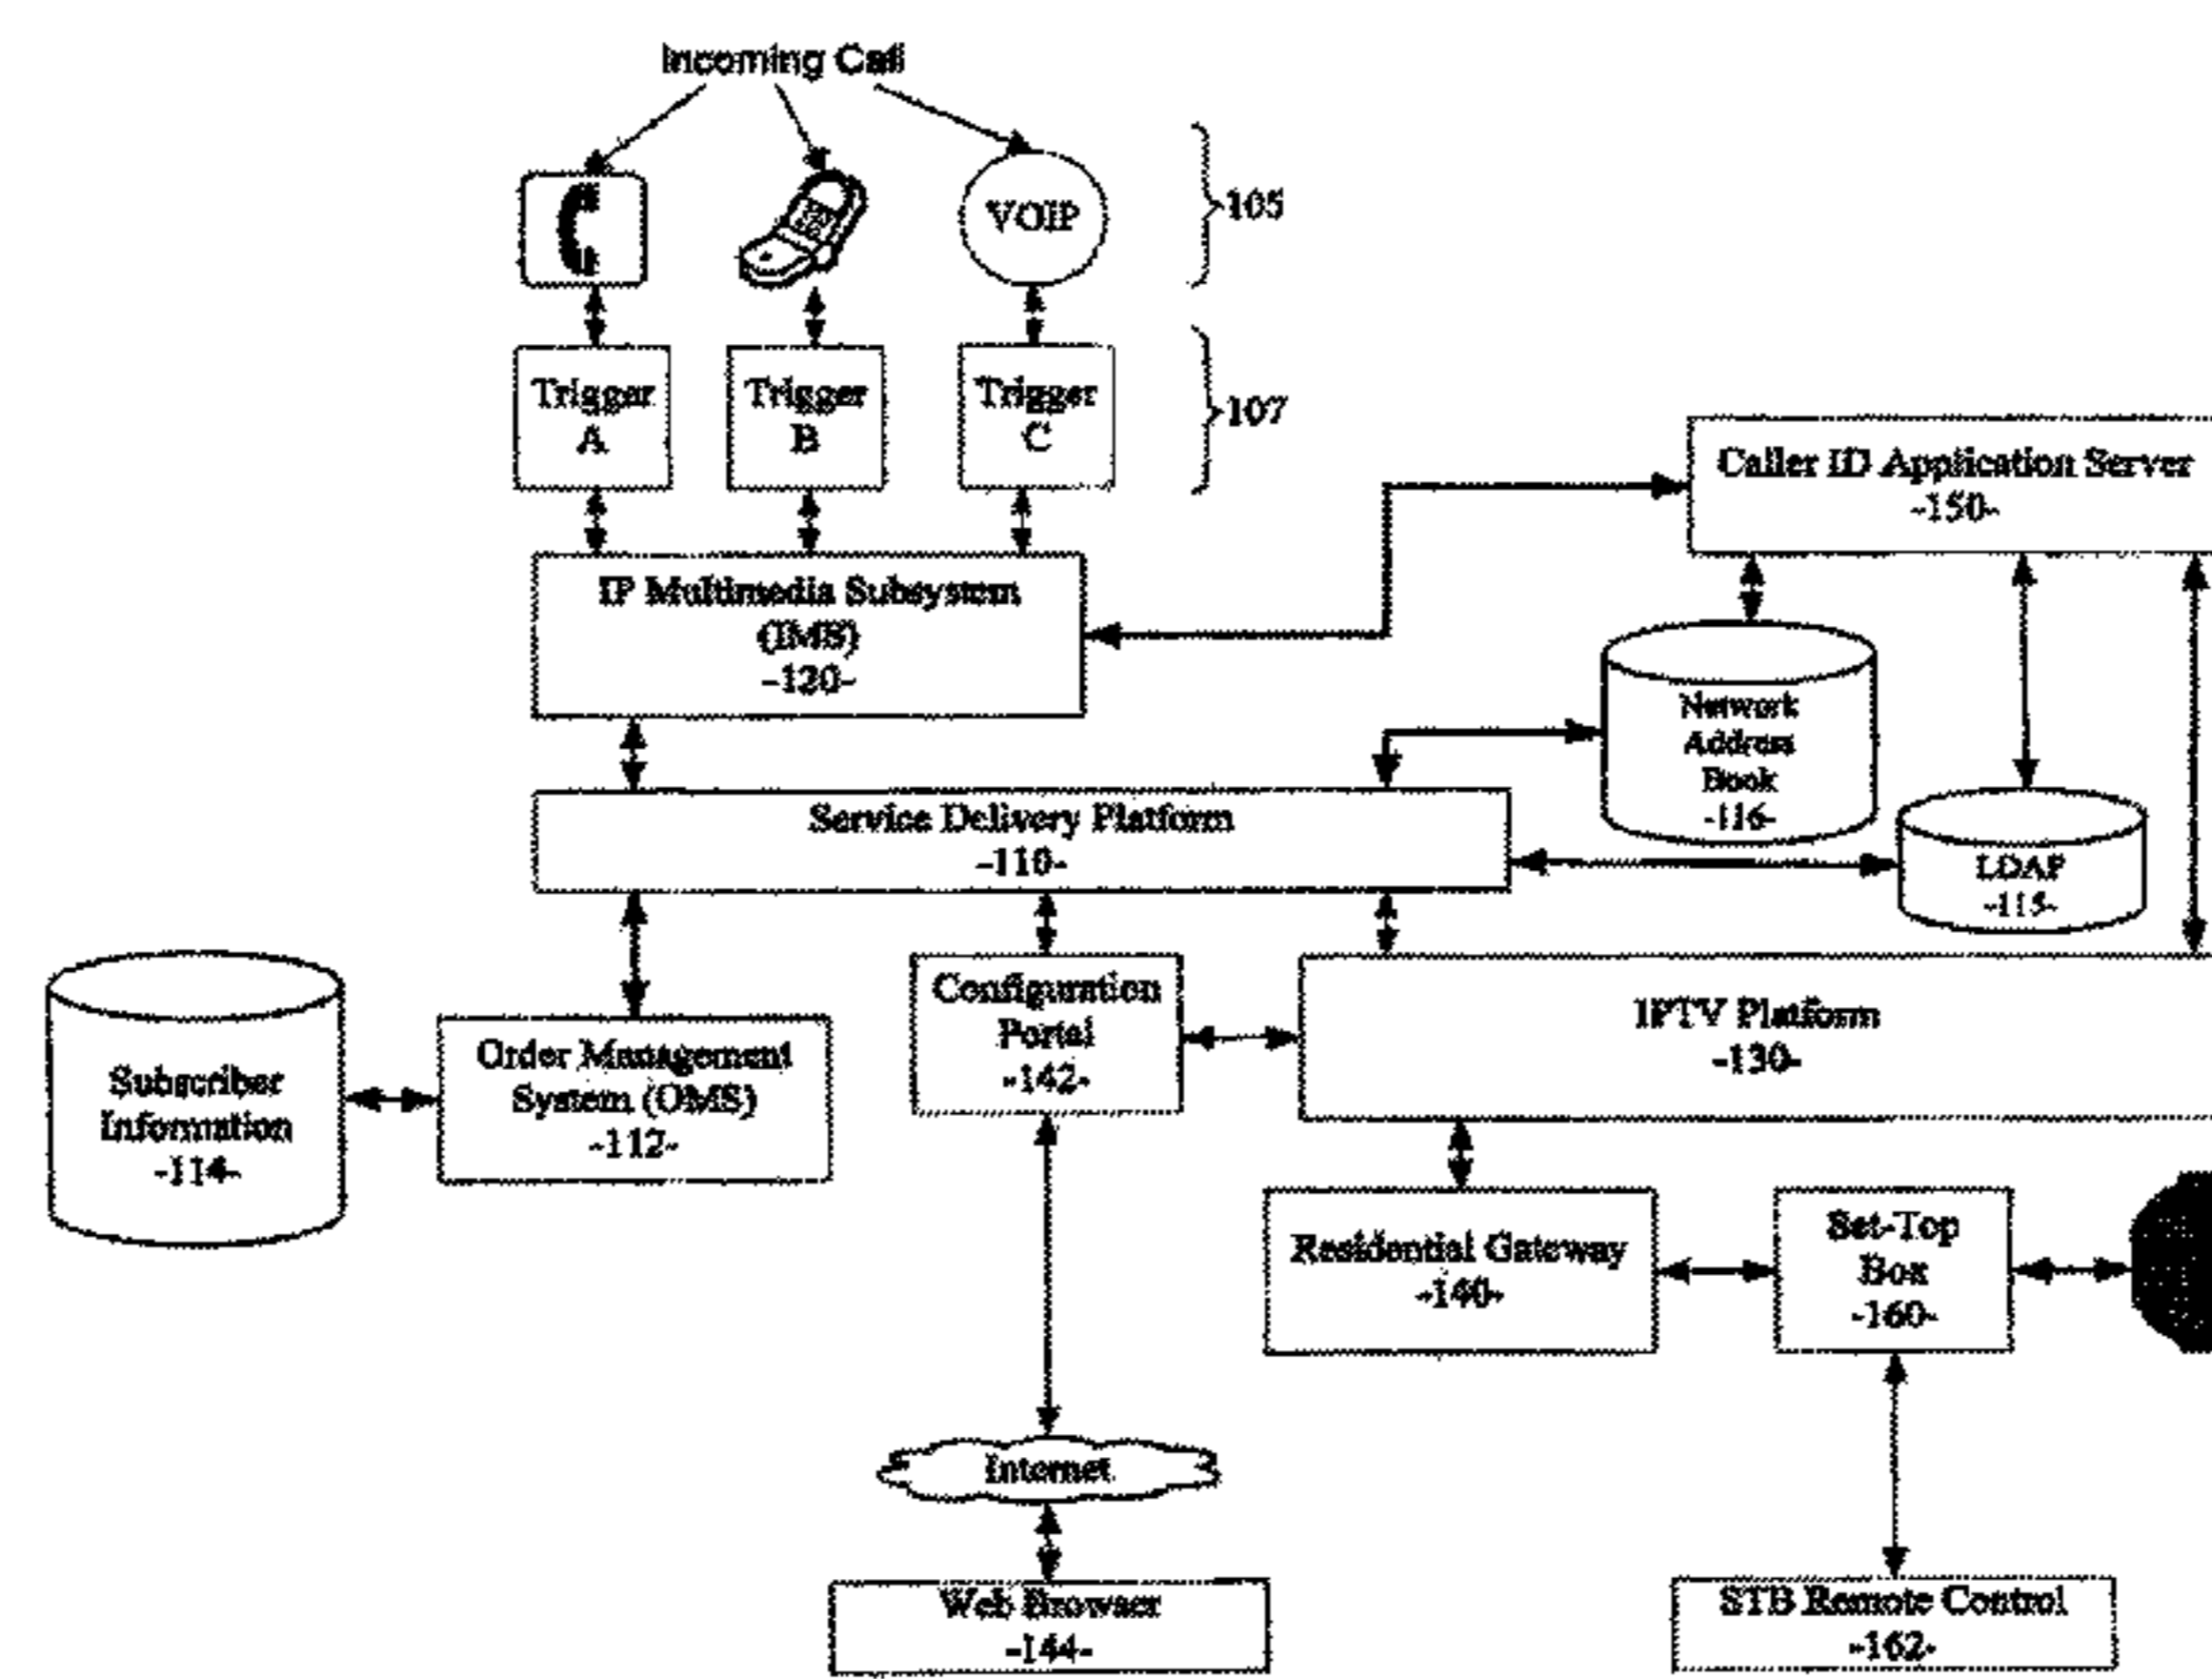 Incoming Call
VOIP
105
Trigger
A
Trigger
B
Trigger
C
107
Caller ID Application Server
-150-
IP Multimedia Subsystem
(IMS)
-120-
Network
Address
Book
-116-
Service Delivery Platform
-110-
LDAP
-115-
Subscriber
Information
-114-
Order Management
System (OMS)
-112-
Configuration
Portal
-142-
IPTV Platform
-130-
Residential Gateway
-140-
Set-Top
Box
-160-
Internet
Web Browser
-144-
STB Remote Control
-162-